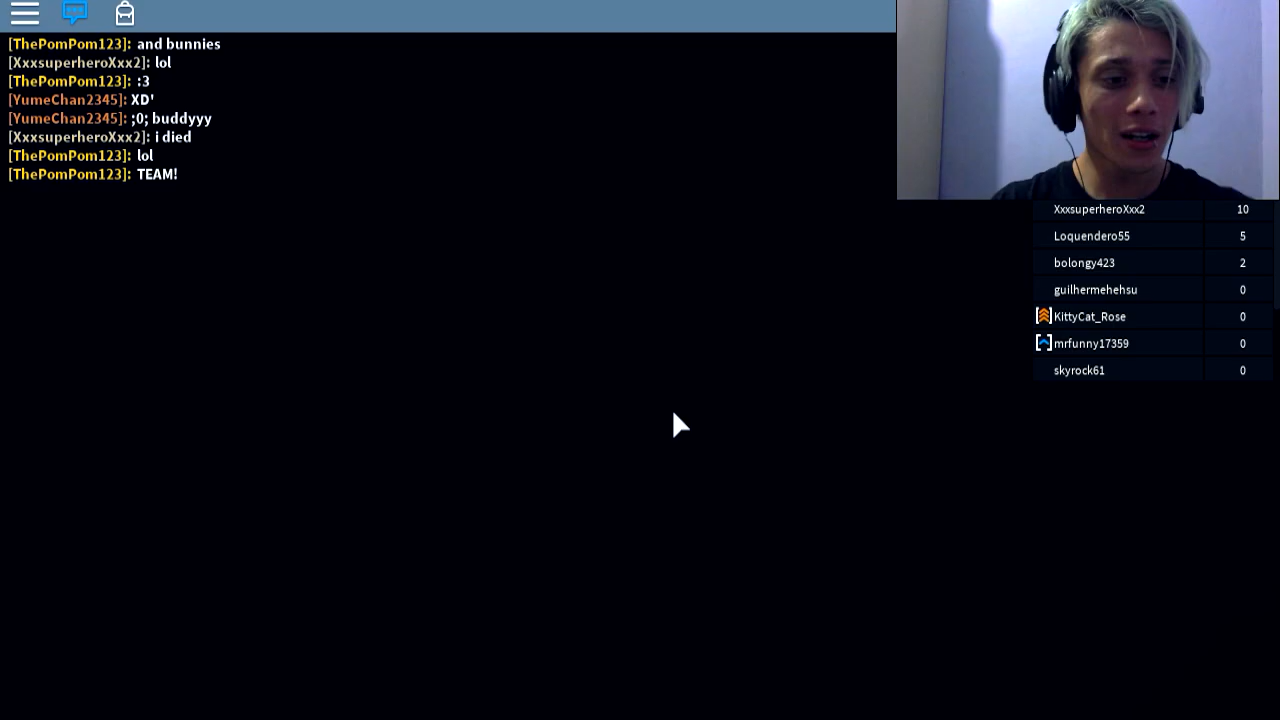 [ThePomPom123]: and bunnies
[XxxsuperheroXxx2]: lol
[ThePomPom123]: :3
[YumeChan2345]: XD'
[YumeChan2345]: ;0; buddyyy
[XxxsuperheroXxx2]: i died
[ThePomPom123]: lol
[ThePomPom123]: TEAM!
XxxsuperheroXxx2 10
Loquendero55 5
bolongy423 2
guilhermehehsu 0
KittyCat_Rose 0
mrfunny17359 0
skyrock61 0